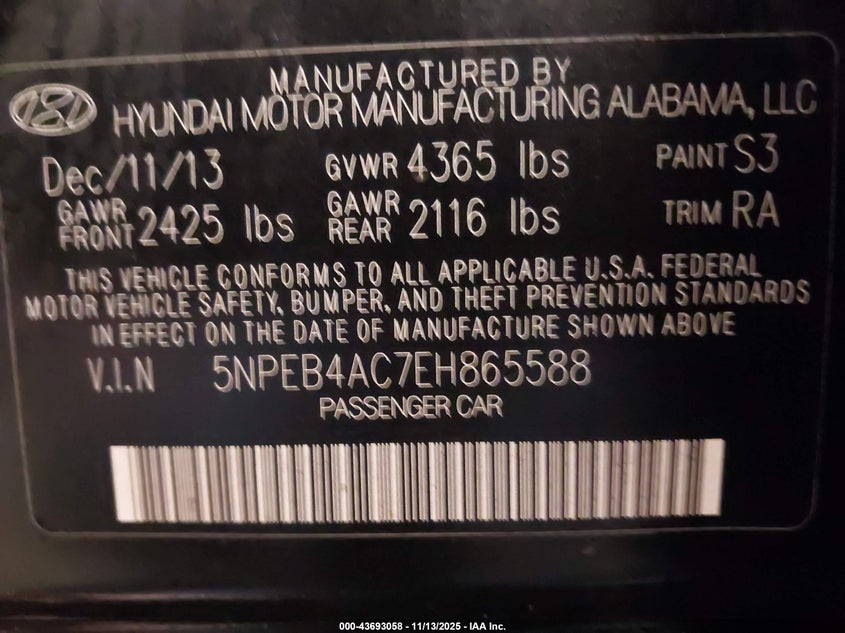 MANUFACTURED BY
HYUNDAI MOTOR MANUFACTURING ALABAMA, LLC
Dec/11/13 GVWR 4365 lbs PAINT S3
GAWR FRONT 2425 lbs GAWR REAR 2116 lbs TRIM RA
THIS VEHICLE CONFORMS TO ALL APPLICABLE U.S.A. FEDERAL
MOTOR VEHICLE SAFETY, BUMPER, AND THEFT PREVENTION STANDARDS
IN EFFECT ON THE DATE OF MANUFACTURE SHOWN ABOVE
V.I.N 5NPEB4AC7EH865588
PASSENGER CAR
000-43693058 - 11/13/2025 - IAA Inc.